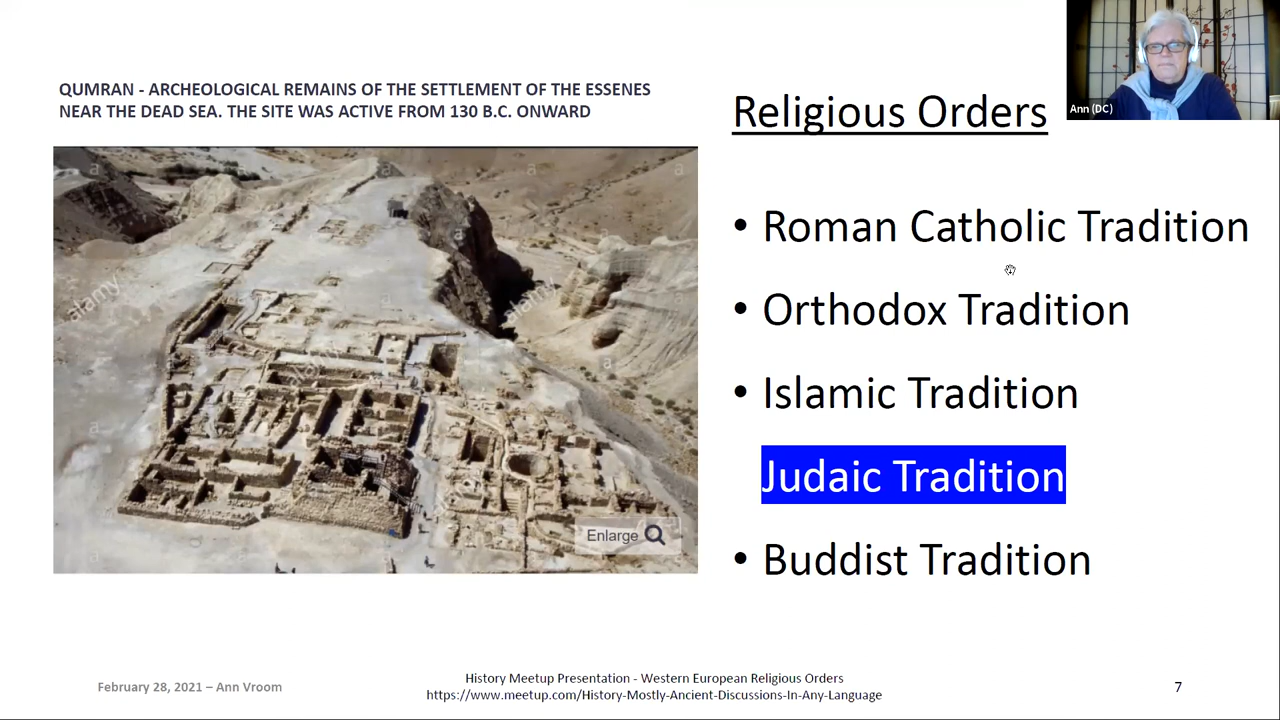 QUMRAN - ARCHEOLOGICAL REMAINS OF THE SETTLEMENT OF THE ESSENES
NEAR THE DEAD SEA. THE SITE WAS ACTIVE FROM 130 B.C. ONWARD
Religious Orders
Ann (DC)
• Roman Catholic Tradition
• Orthodox Tradition
• Islamic Tradition
Judaic Tradition
• Buddist Tradition
a
a
a
alamy
alamy
a
a
a
a
Enlarge
February 28, 2021 – Ann Vroom
History Meetup Presentation - Western European Religious Orders
https://www.meetup.com/History-Mostly-Ancient-Discussions-In-Any-Language
7